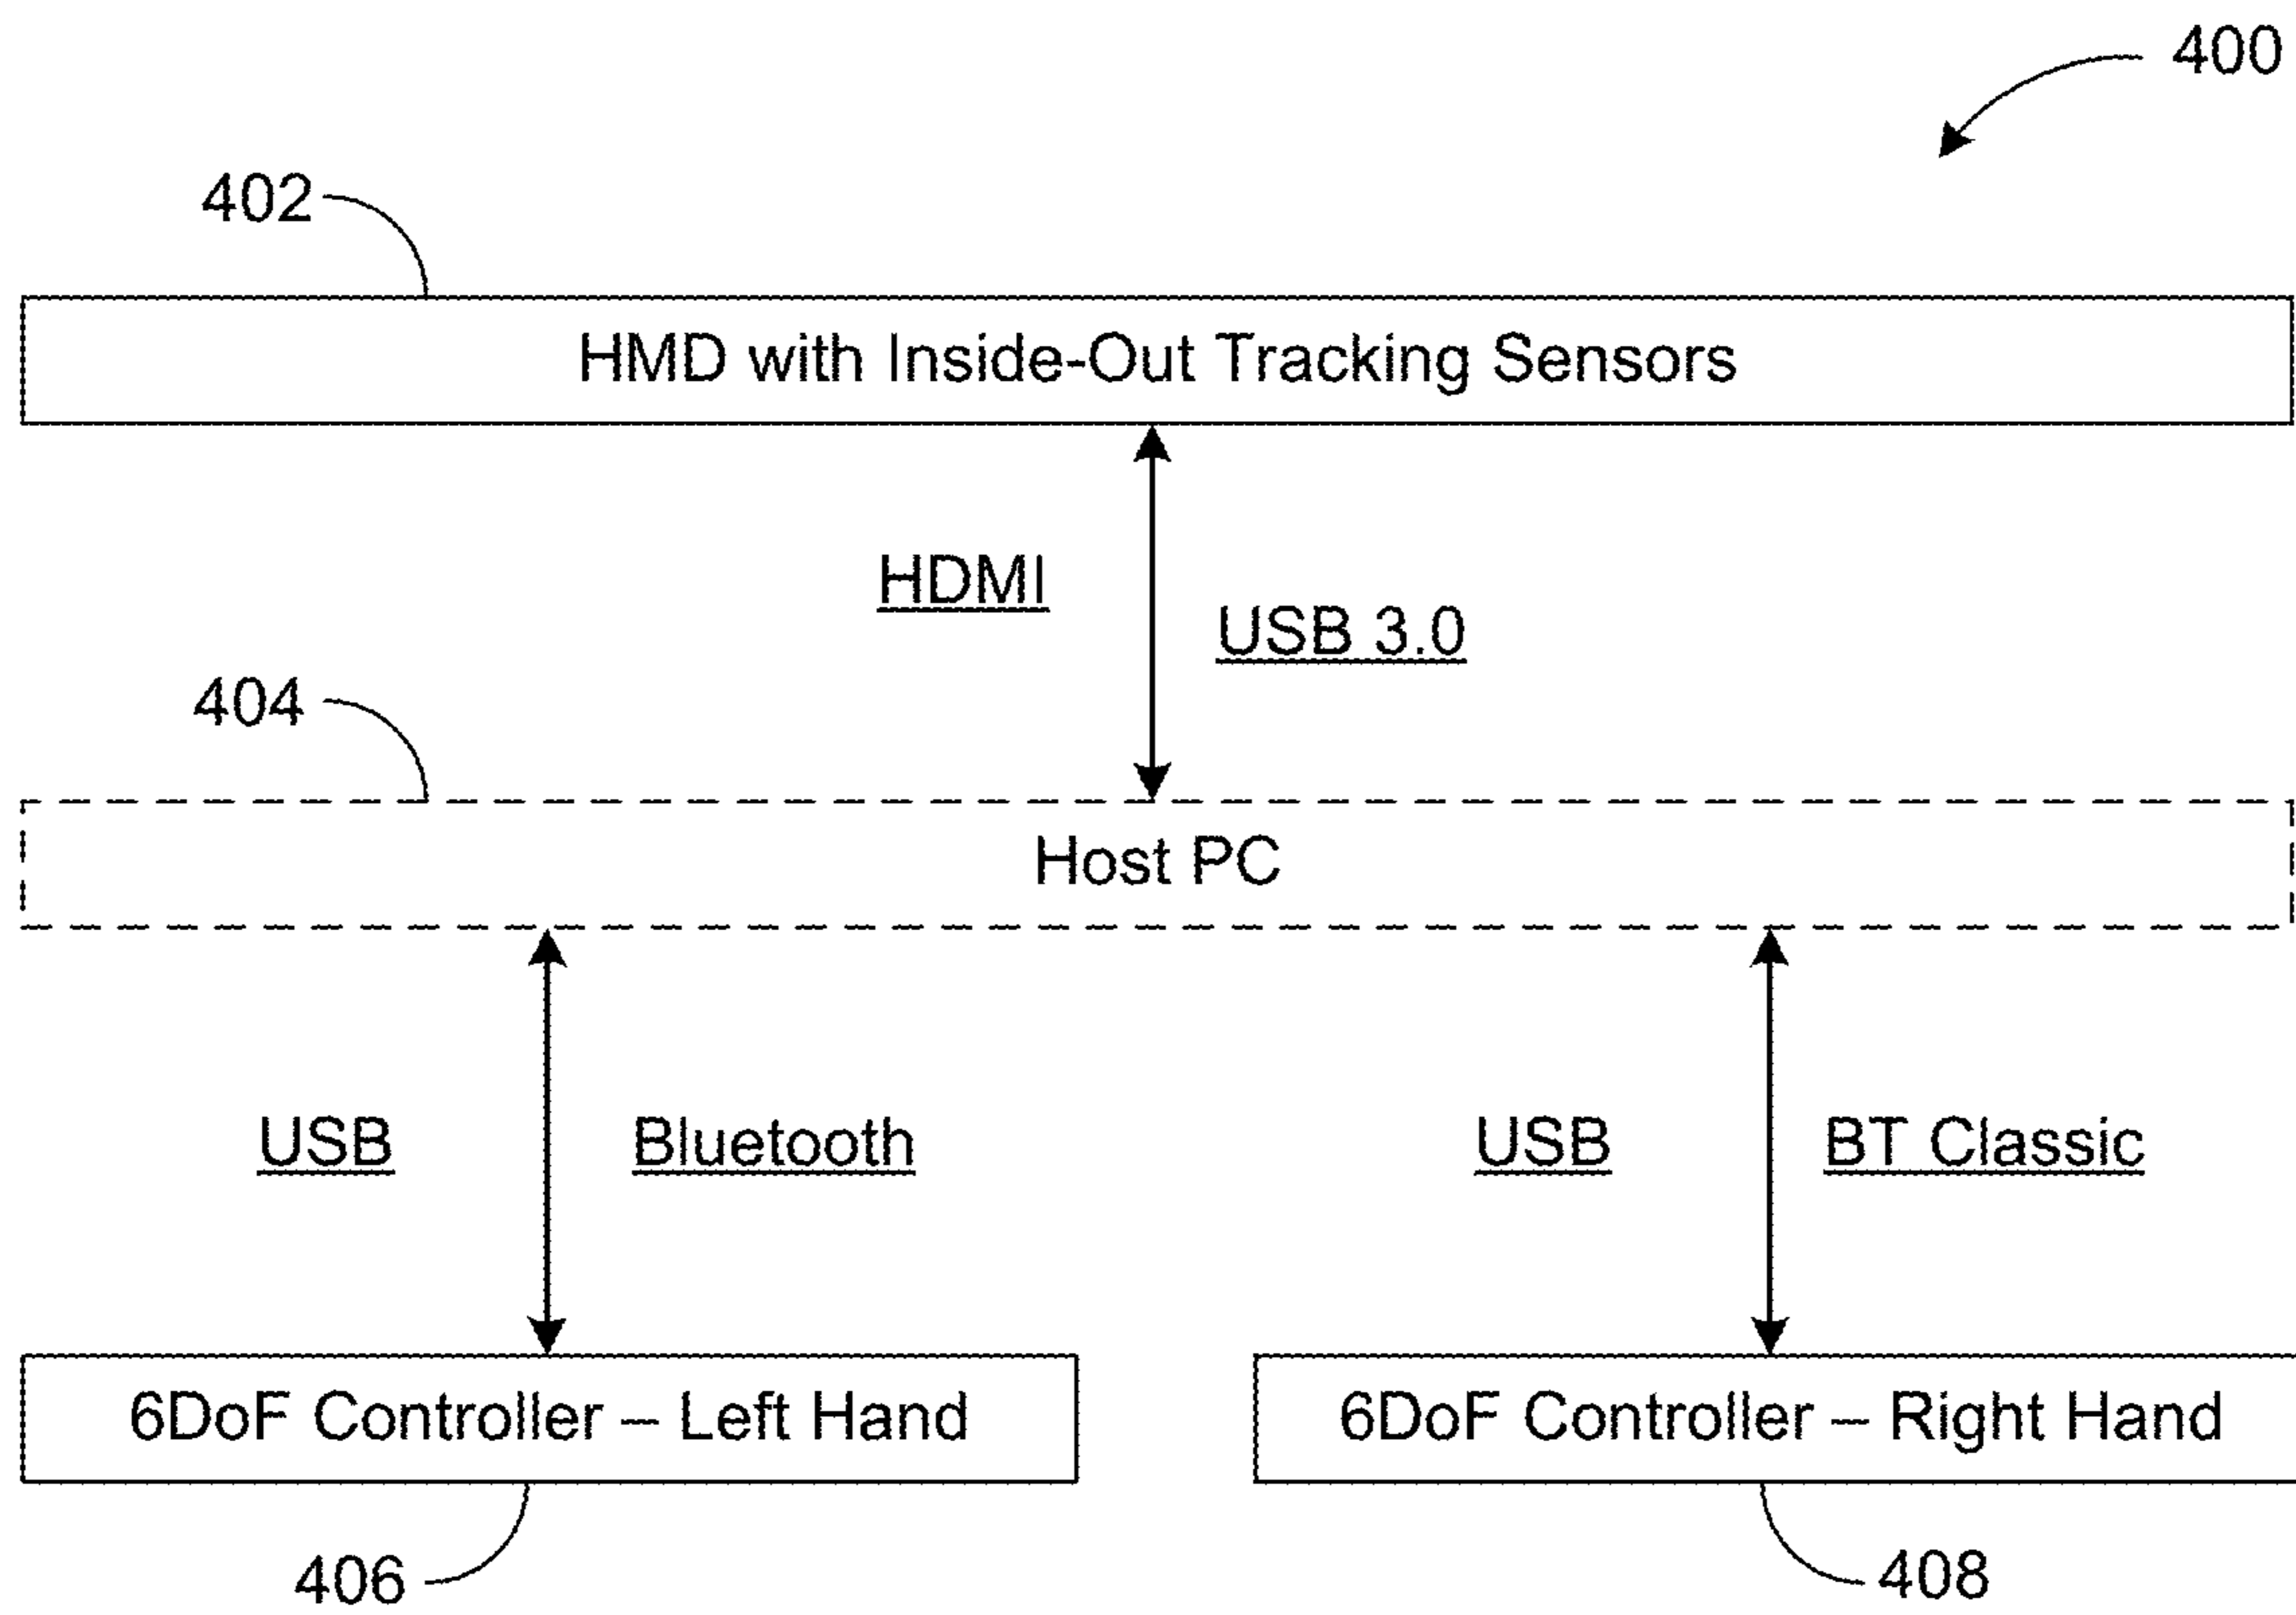 400
402
HMD with Inside-Out Tracking Sensors
HDMI
USB 3.0
404
Host PC
USB Bluetooth USB BT Classic
6DoF Controller – Left Hand 6DoF Controller – Right Hand
406 408